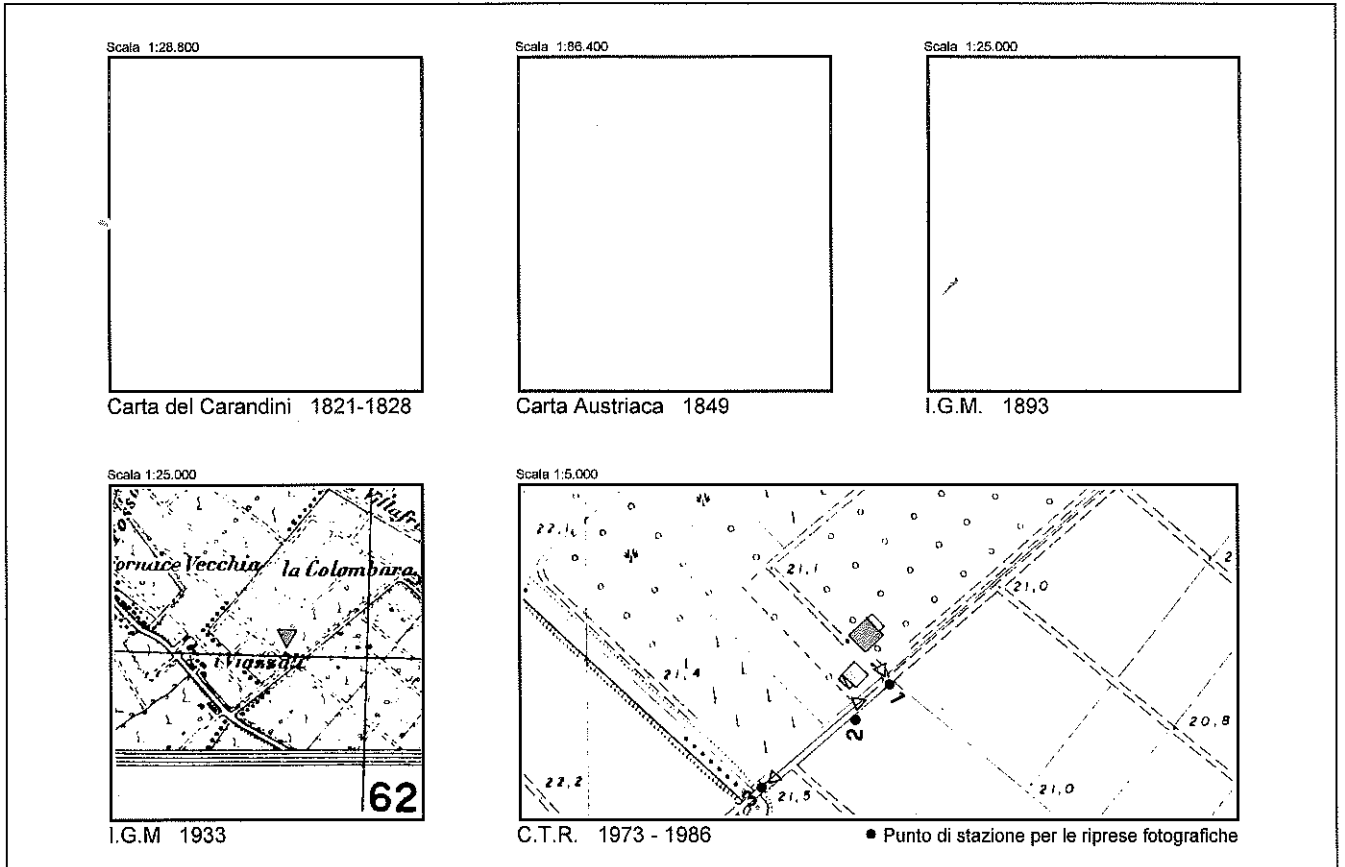 Scala 1:28.800
Scala 1:86.400
Scala 1:25.000
Carta del Carandini 1821-1828
Carta Austriaca 1849
I.G.M. 1893
Scala 1:25.000
Scala 1:5.000
Villafr
ornace Vecchia
la Colombara
62
22,1
21,1
21,0
21,4
1
2
20,8
22,2
3
21,5
21,0
2
I.G.M 1933
C.T.R. 1973 - 1986
● Punto di stazione per le riprese fotografiche